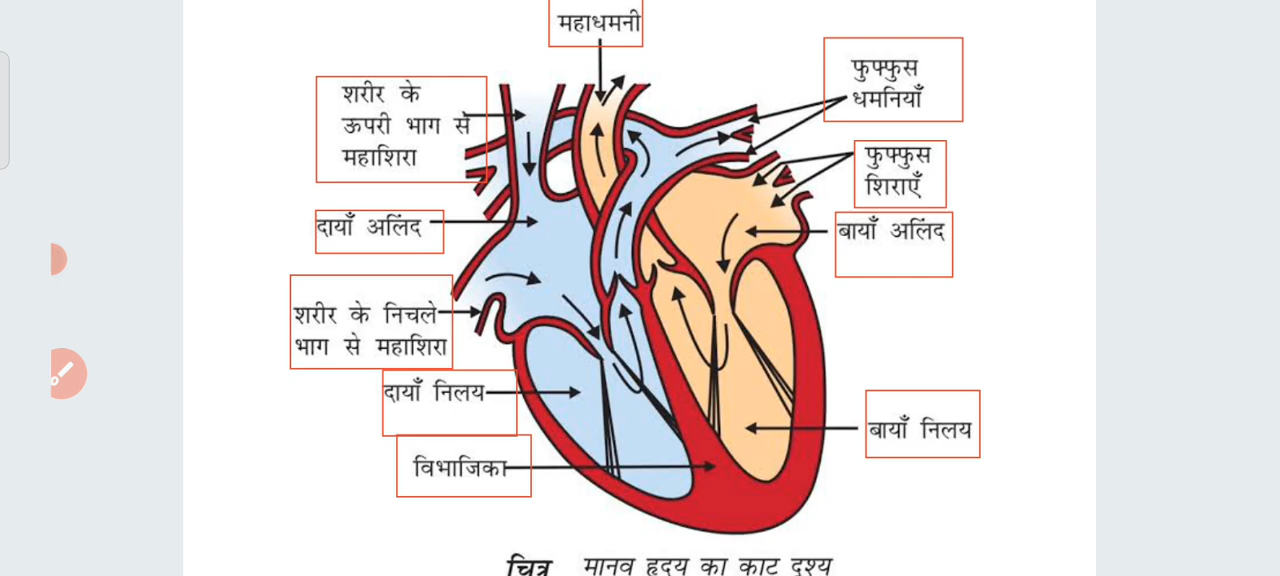 महाधमनी
शरीर के
ऊपरी भाग से
महाशिरा
फुफ्फुस
धमनियाँ
फुफ्फुस
शिराएँ
दायाँ अलिंद
बायाँ अलिंद
शरीर के निचले
भाग से महाशिरा
दायाँ निलय
बायाँ निलय
विभाजिका
चित्र मानव हृदय का काट दृश्य